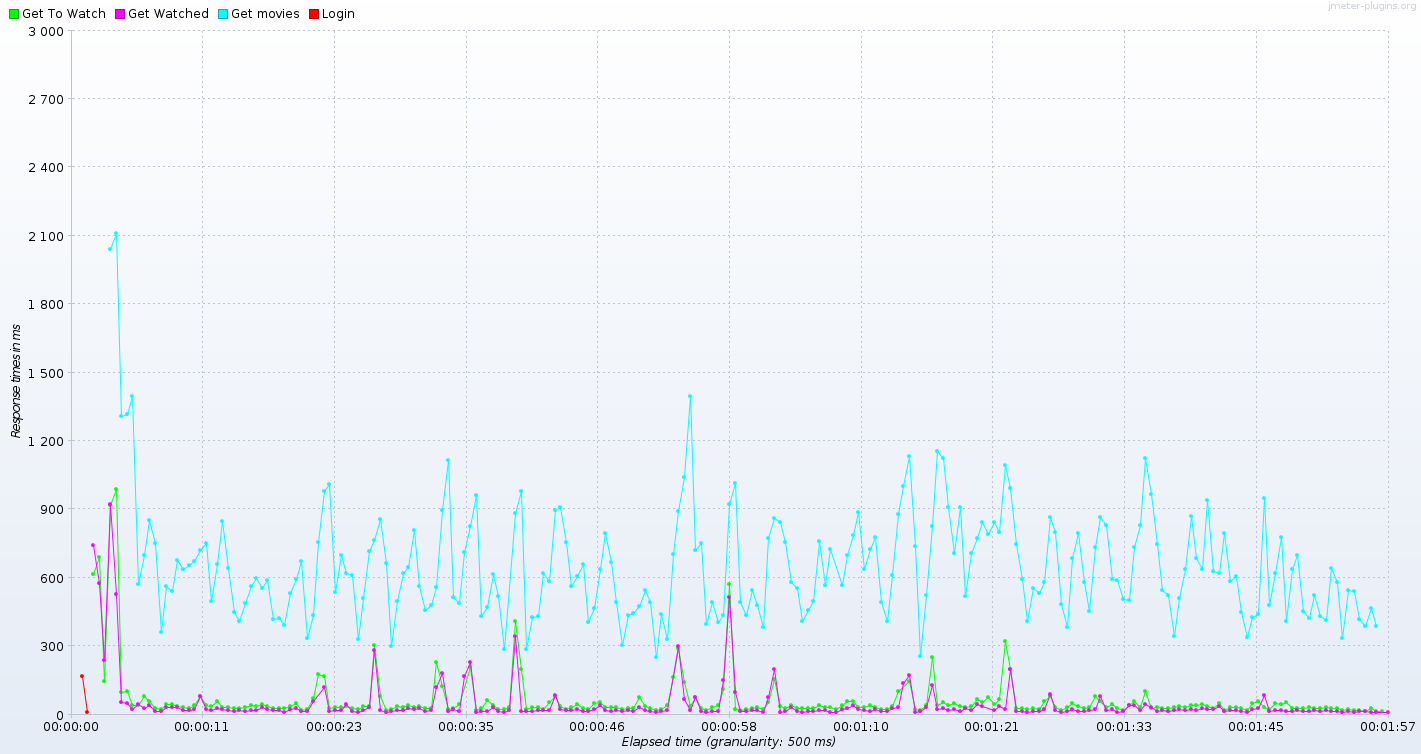 Get To Watch Get Watched Get movies Login
jmeter-plugins.org
3 000
2 700
2 400
2 100
1 800
1 500
1 200
900
600
300
0
Response times in ms
00:00:00 00:00:11 00:00:23 00:00:35 00:00:46 00:00:58 00:01:10 00:01:21 00:01:33 00:01:45 00:01:57
Elapsed time (granularity: 500 ms)